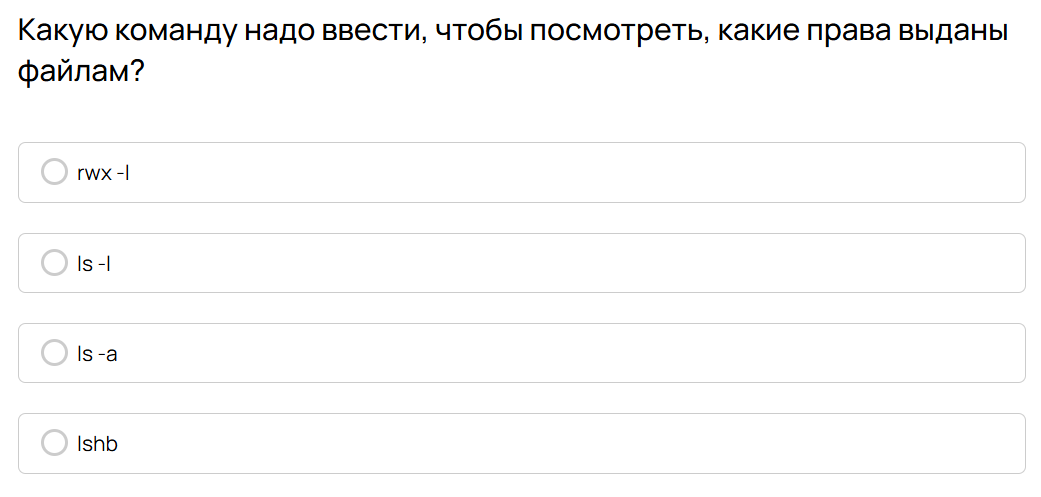 Какую команду надо ввести, чтобы посмотреть, какие права выданы
файлам?
rwx -l
ls -l
ls -a
lshb